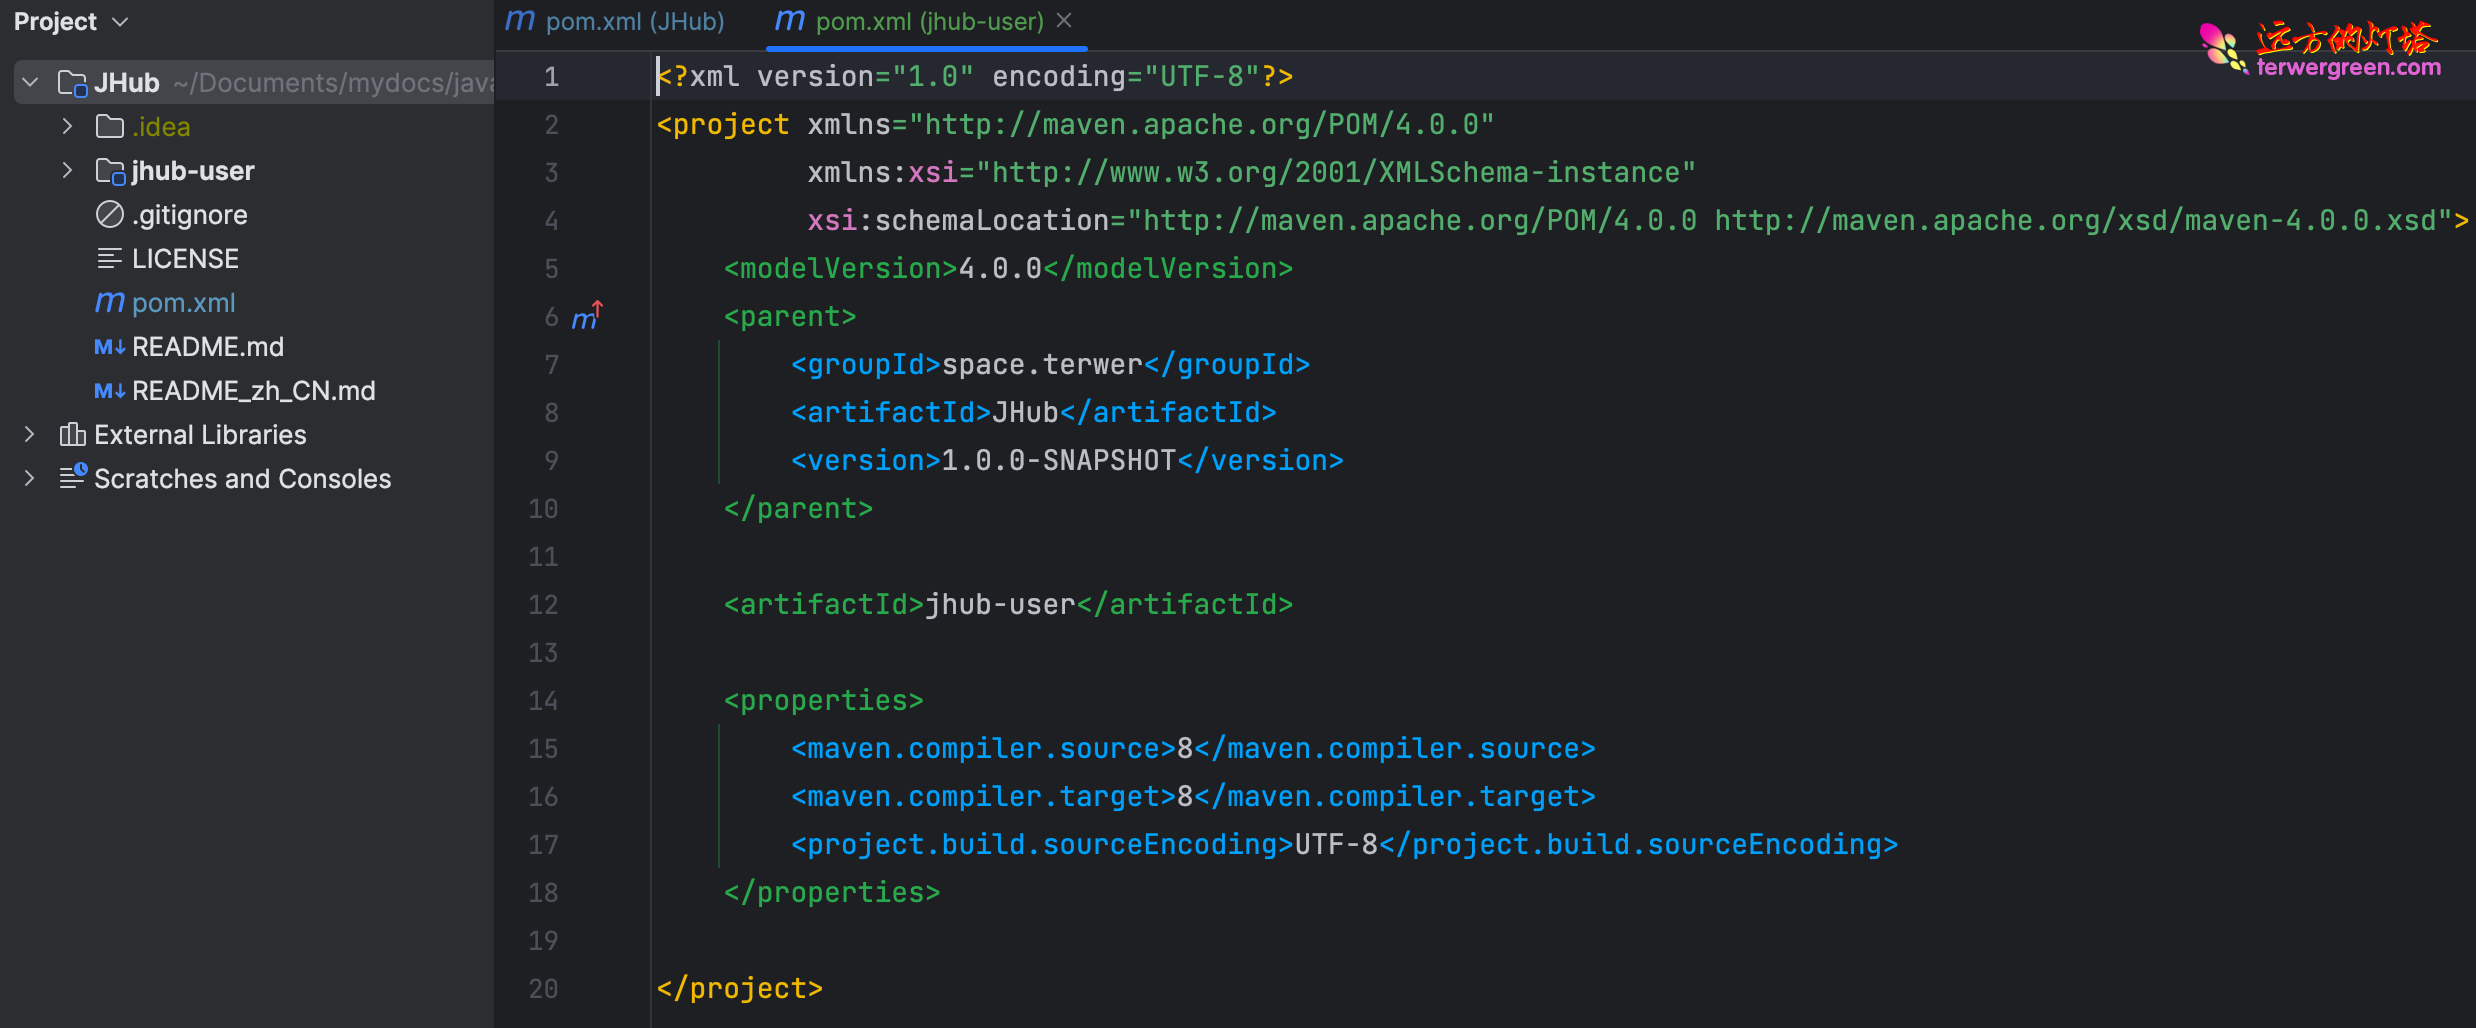 Project
JHub ~/Documents/mydocs/java
.idea
jhub-user
.gitignore
LICENSE
pom.xml
README.md
README_zh_CN.md
External Libraries
Scratches and Consoles
pom.xml (JHub) pom.xml (jhub-user)
远方的灯塔
terwergreen.com
1 <?xml version="1.0" encoding="UTF-8"?>
2 <project xmlns="http://maven.apache.org/POM/4.0.0"
3 xmlns:xsi="http://www.w3.org/2001/XMLSchema-instance"
4 xsi:schemaLocation="http://maven.apache.org/POM/4.0.0 http://maven.apache.org/xsd/maven-4.0.0.xsd">
5 <modelVersion>4.0.0</modelVersion>
6 <parent>
7 <groupId>space.terwer</groupId>
8 <artifactId>JHub</artifactId>
9 <version>1.0.0-SNAPSHOT</version>
10 </parent>
11
12 <artifactId>jhub-user</artifactId>
13
14 <properties>
15 <maven.compiler.source>8</maven.compiler.source>
16 <maven.compiler.target>8</maven.compiler.target>
17 <project.build.sourceEncoding>UTF-8</project.build.sourceEncoding>
18 </properties>
19
20 </project>